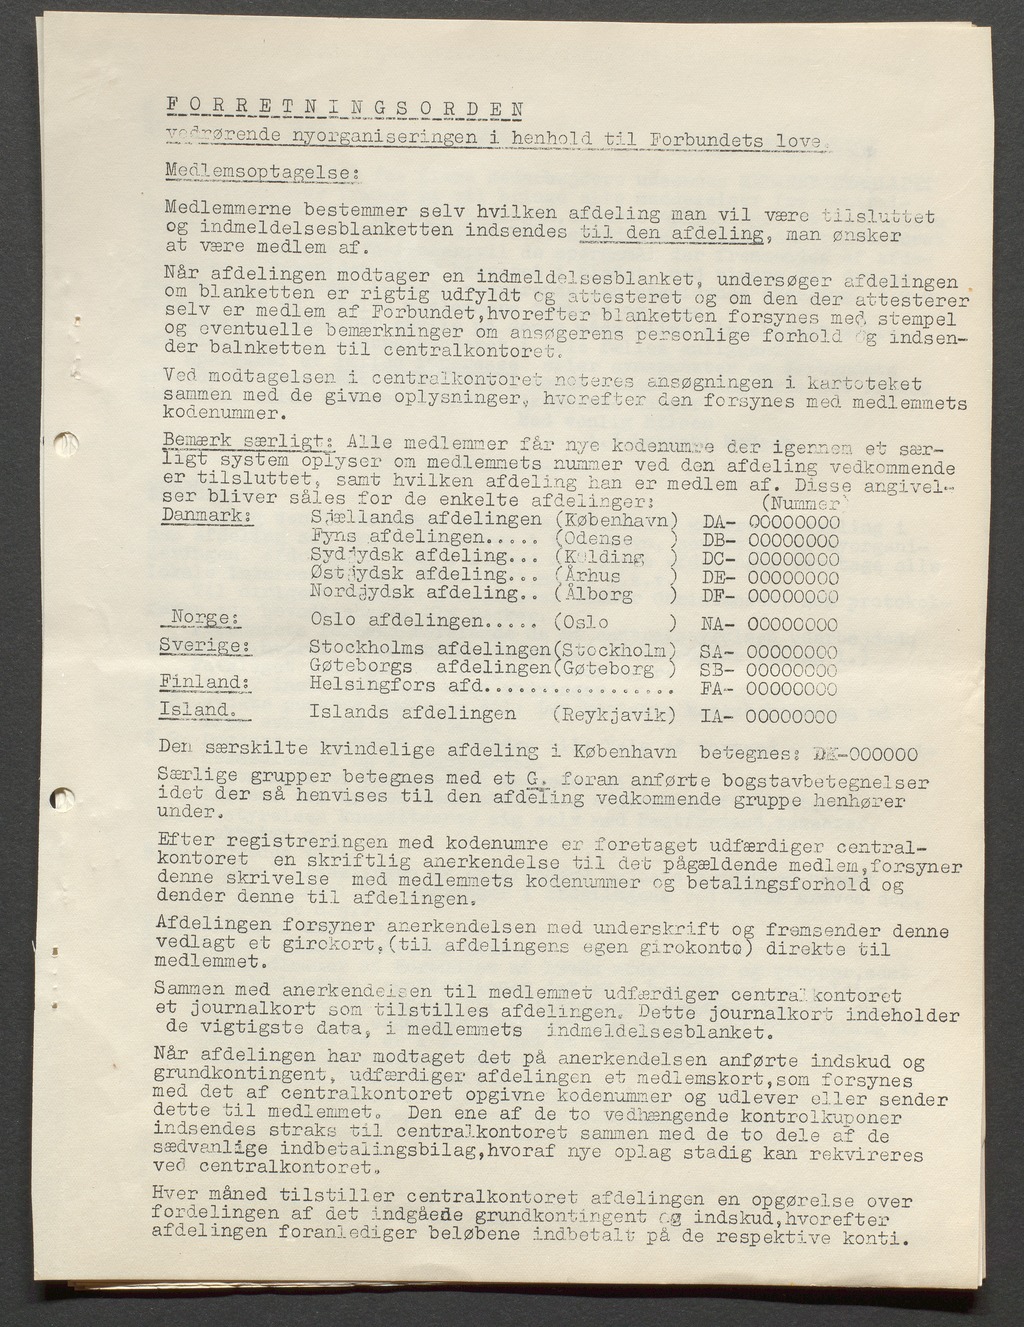 FORRETNINGSORDEN
vedrørende nyorganiseringen i henhold til Forbundets love.
Medlemsoptagelse:
Medlemmerne bestemmer selv hvilken afdeling man vil være tilsluttet
og indmeldelsesblanketten indsendes til den afdeling, man ønsker
at være medlem af.
Når afdelingen modtager en indmeldelsesblanket, undersøger afdelingen
om blanketten er rigtig udfyldt og attesteret og om den der attesterer
selv er medlem af Forbundet,hvorefter blanketten forsynes med stempel
og eventuelle bemærkninger om ansøgerens personlige forhold og indsen-
der balnketten til centralkontoret.
Ved modtagelsen i centralkontoret noteres ansøgningen i kartoteket
sammen med de givne oplysninger, hvorefter den forsynes med medlemmets
kodenummer.
Bemærk særligt: Alle medlemmer får nye kodenumre der igennem et sær-
ligt system oplyser om medlemmets nummer ved den afdeling vedkommende
er tilsluttet, samt hvilken afdeling han er medlem af. Disse angivel-
ser bliver såles for de enkelte afdelinger: (Nummer)
Danmark: Sjællands afdelingen (København) DA- 00000000
Fyns afdelingen..... (Odense ) DB- 00000000
Sydjydsk afdeling... (Kolding ) DC- 00000000
Østjydsk afdeling... (Århus ) DE- 00000000
Nordjydsk afdeling.. (Ålborg ) DF- 00000000
Norge: Oslo afdelingen..... (Oslo ) NA- 00000000
Sverige: Stockholms afdelingen(Stockholm) SA- 00000000
Gøteborgs afdelingen(Gøteborg ) SB- 00000000
Finland: Helsingfors afd.................. FA- 00000000
Island. Islands afdelingen (Reykjavik) IA- 00000000
Den særskilte kvindelige afdeling i København betegnes: DK-000000
Særlige grupper betegnes med et G. foran anførte bogstavbetegnelser
idet der så henvises til den afdeling vedkommende gruppe henhører
under.
Efter registreringen med kodenumre er foretaget udfærdiger central-
kontoret en skriftlig anerkendelse til det pågældende medlem,forsyner
denne skrivelse med medlemmets kodenummer og betalingsforhold og
dender denne til afdelingen.
Afdelingen forsyner anerkendelsen med underskrift og fremsender denne
vedlagt et girokort,(til afdelingens egen girokonto) direkte til
medlemmet.
Sammen med anerkendelsen til medlemmet udfærdiger centralkontoret
et journalkort som tilstilles afdelingen. Dette journalkort indeholder
de vigtigste data, i medlemmets indmeldelsesblanket.
Når afdelingen har modtaget det på anerkendelsen anførte indskud og
grundkontingent, udfærdiger afdelingen et medlemskort,som forsynes
med det af centralkontoret opgivne kodenummer og udlever eller sender
dette til medlemmet. Den ene af de to vedhængende kontrolkuponer
indsendes straks til centralkontoret sammen med de to dele af de
sædvanlige indbetalingsbilag,hvoraf nye oplag stadig kan rekvireres
ved centralkontoret.
Hver måned tilstiller centralkontoret afdelingen en opgørelse over
fordelingen af det indgåede grundkontingent og indskud,hvorefter
afdelingen foranlediger beløbene indbetalt på de respektive konti.